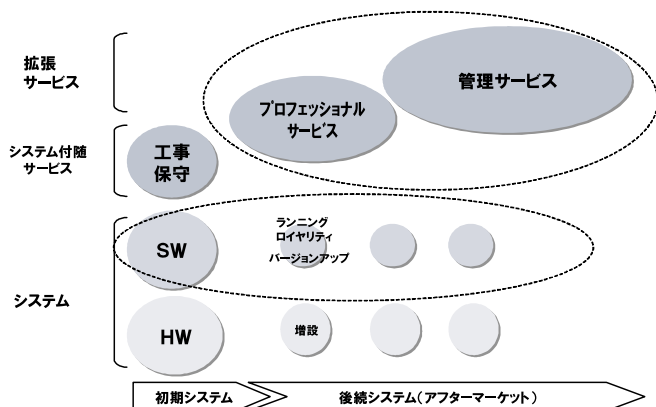 拡張
サービス
プロフェッショナル
サービス
管理サービス
システム付随
サービス
工事
保守
システム
SW
ランニング
ロイヤリティ
バージョンアップ
HW
増設
初期システム
後続システム(アフターマーケット)